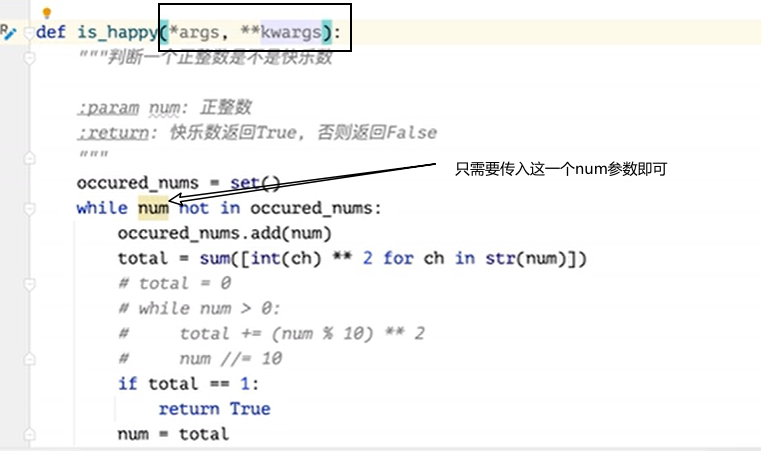 def is_happy(*args, **kwargs):
"""判断一个正整数是不是快乐数
:param num: 正整数
:return: 快乐数返回True, 否则返回False
"""
occured_nums = set()
只需要传入这一个num参数即可
while num not in occured_nums:
occured_nums.add(num)
total = sum([int(ch) ** 2 for ch in str(num)])
# total = 0
# while num > 0:
#     total += (num % 10) ** 2
#     num //= 10
if total == 1:
return True
num = total